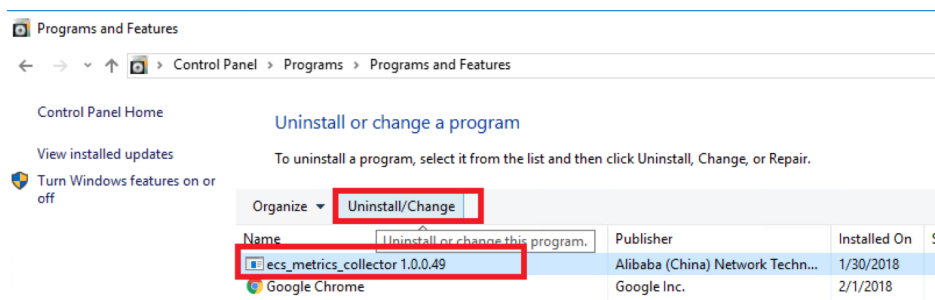 Programs and Features
Control Panel > Programs > Programs and Features
Control Panel Home
Uninstall or change a program
View installed updates
To uninstall a program, select it from the list and then click Uninstall, Change, or Repair.
Turn Windows features on or
off
Organize Uninstall/Change
Name Uninstall or change this program. Publisher Installed On
ecs_metrics_collector 1.0.0.49 Alibaba (China) Network Techn... 1/30/2018
Google Chrome Google Inc. 2/1/2018